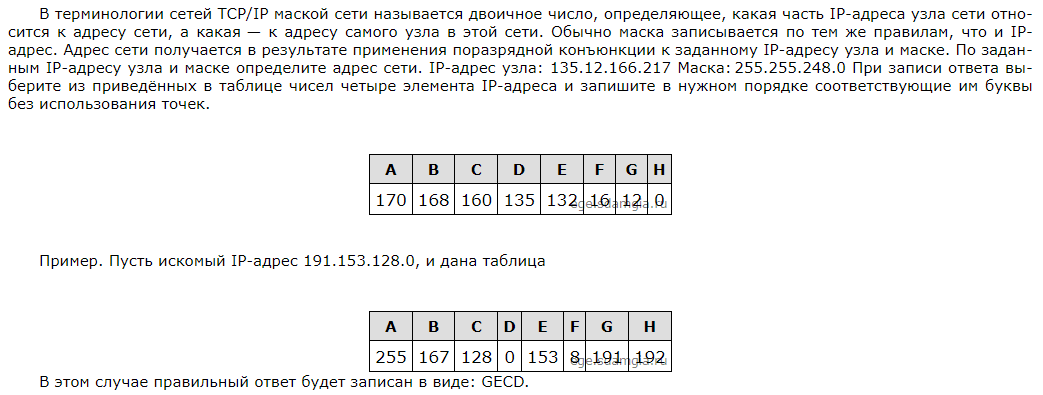 В терминологии сетей TCP/IP маской сети называется двоичное число, определяющее, какая часть IP-адреса узла сети отно-
сится к адресу сети, а какая — к адресу самого узла в этой сети. Обычно маска записывается по тем же правилам, что и IP-
адрес. Адрес сети получается в результате применения поразрядной конъюнкции к заданному IP-адресу узла и маске. По задан-
ным IP-адресу узла и маске определите адрес сети. IP-адрес узла: 135.12.166.217 Маска: 255.255.248.0 При записи ответа вы-
берите из приведённых в таблице чисел четыре элемента IP-адреса и запишите в нужном порядке соответствующие им буквы
без использования точек.
A B C D E F G H
170 168 160 135 132 16 12 0
ege.sdamgia.ru
Пример. Пусть искомый IP-адрес 191.153.128.0, и дана таблица
A B C D E F G H
255 167 128 0 153 8 191 192
ege.sdamgia.ru
В этом случае правильный ответ будет записан в виде: GECD.